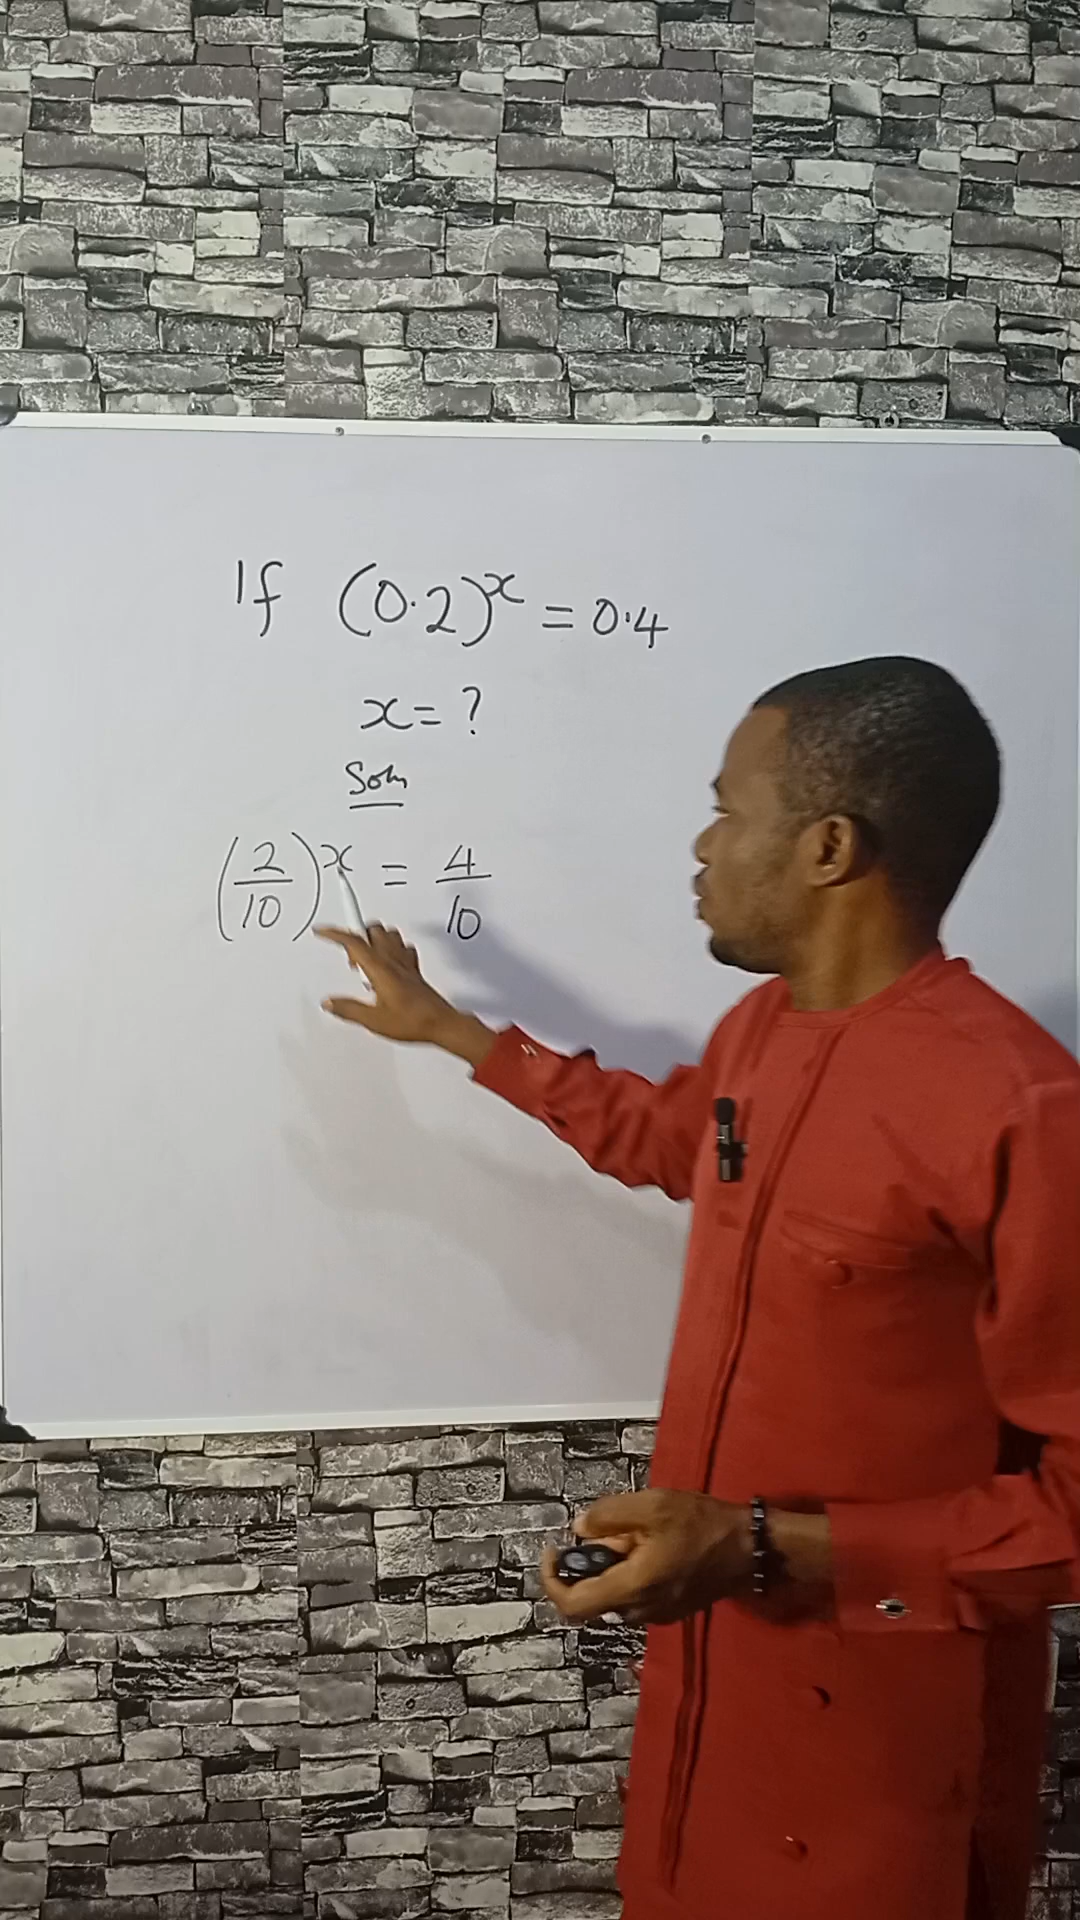 If (0.2)^x = 0.4
x = ?
Soln
(2/10)^x = 4/10